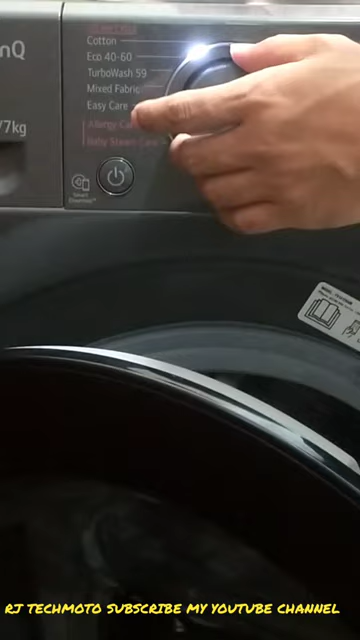 nQ
Cotton
Eco 40-60
TurboWash 59
Mixed Fabric
Easy Care
Allergy Care
Baby Steam Care
/7kg
Smart
Diagnosis™
RJ TECHMOTO SUBSCRIBE MY YOUTUBE CHANNEL